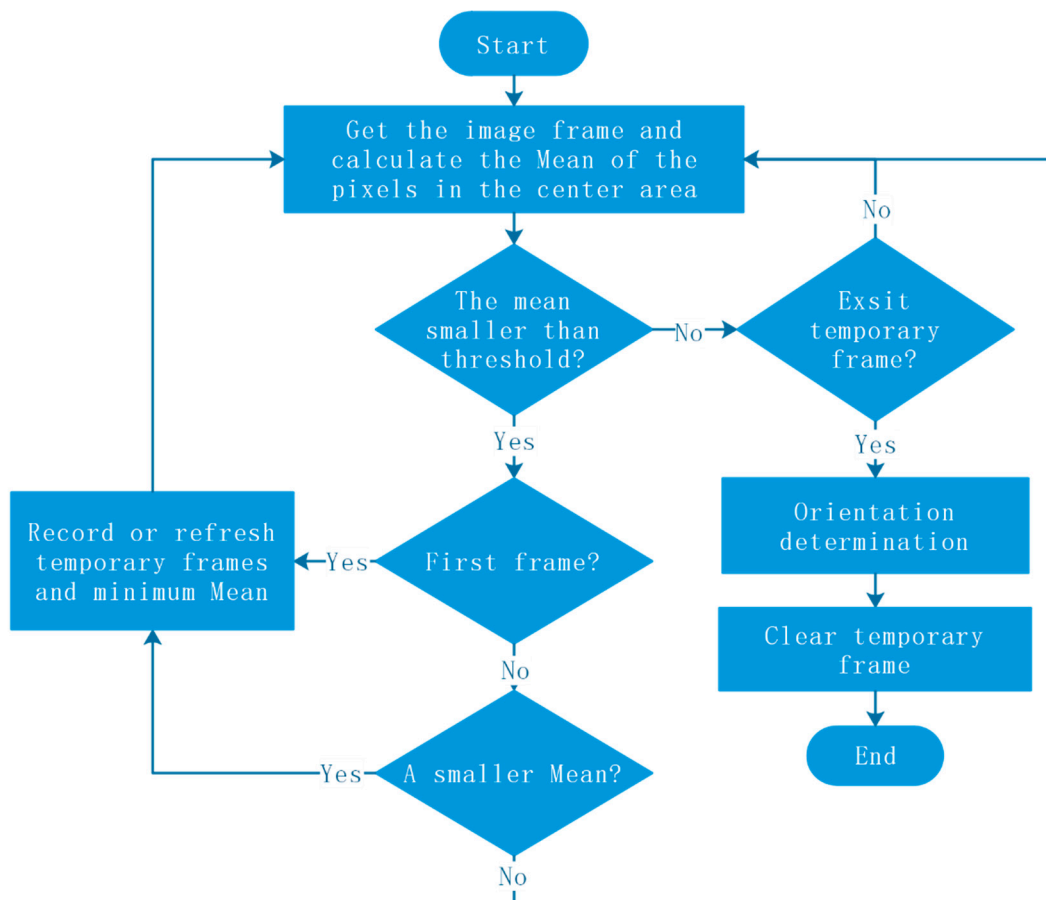 Start
Get the image frame and
calculate the Mean of the
pixels in the center area
No
The mean
smaller than
threshold?
No
Exsit
temporary
frame?
Yes
Yes
Record or refresh
temporary frames
and minimum Mean
Yes
First frame?
Orientation
determination
No
Clear temporary
frame
Yes
A smaller Mean?
End
No